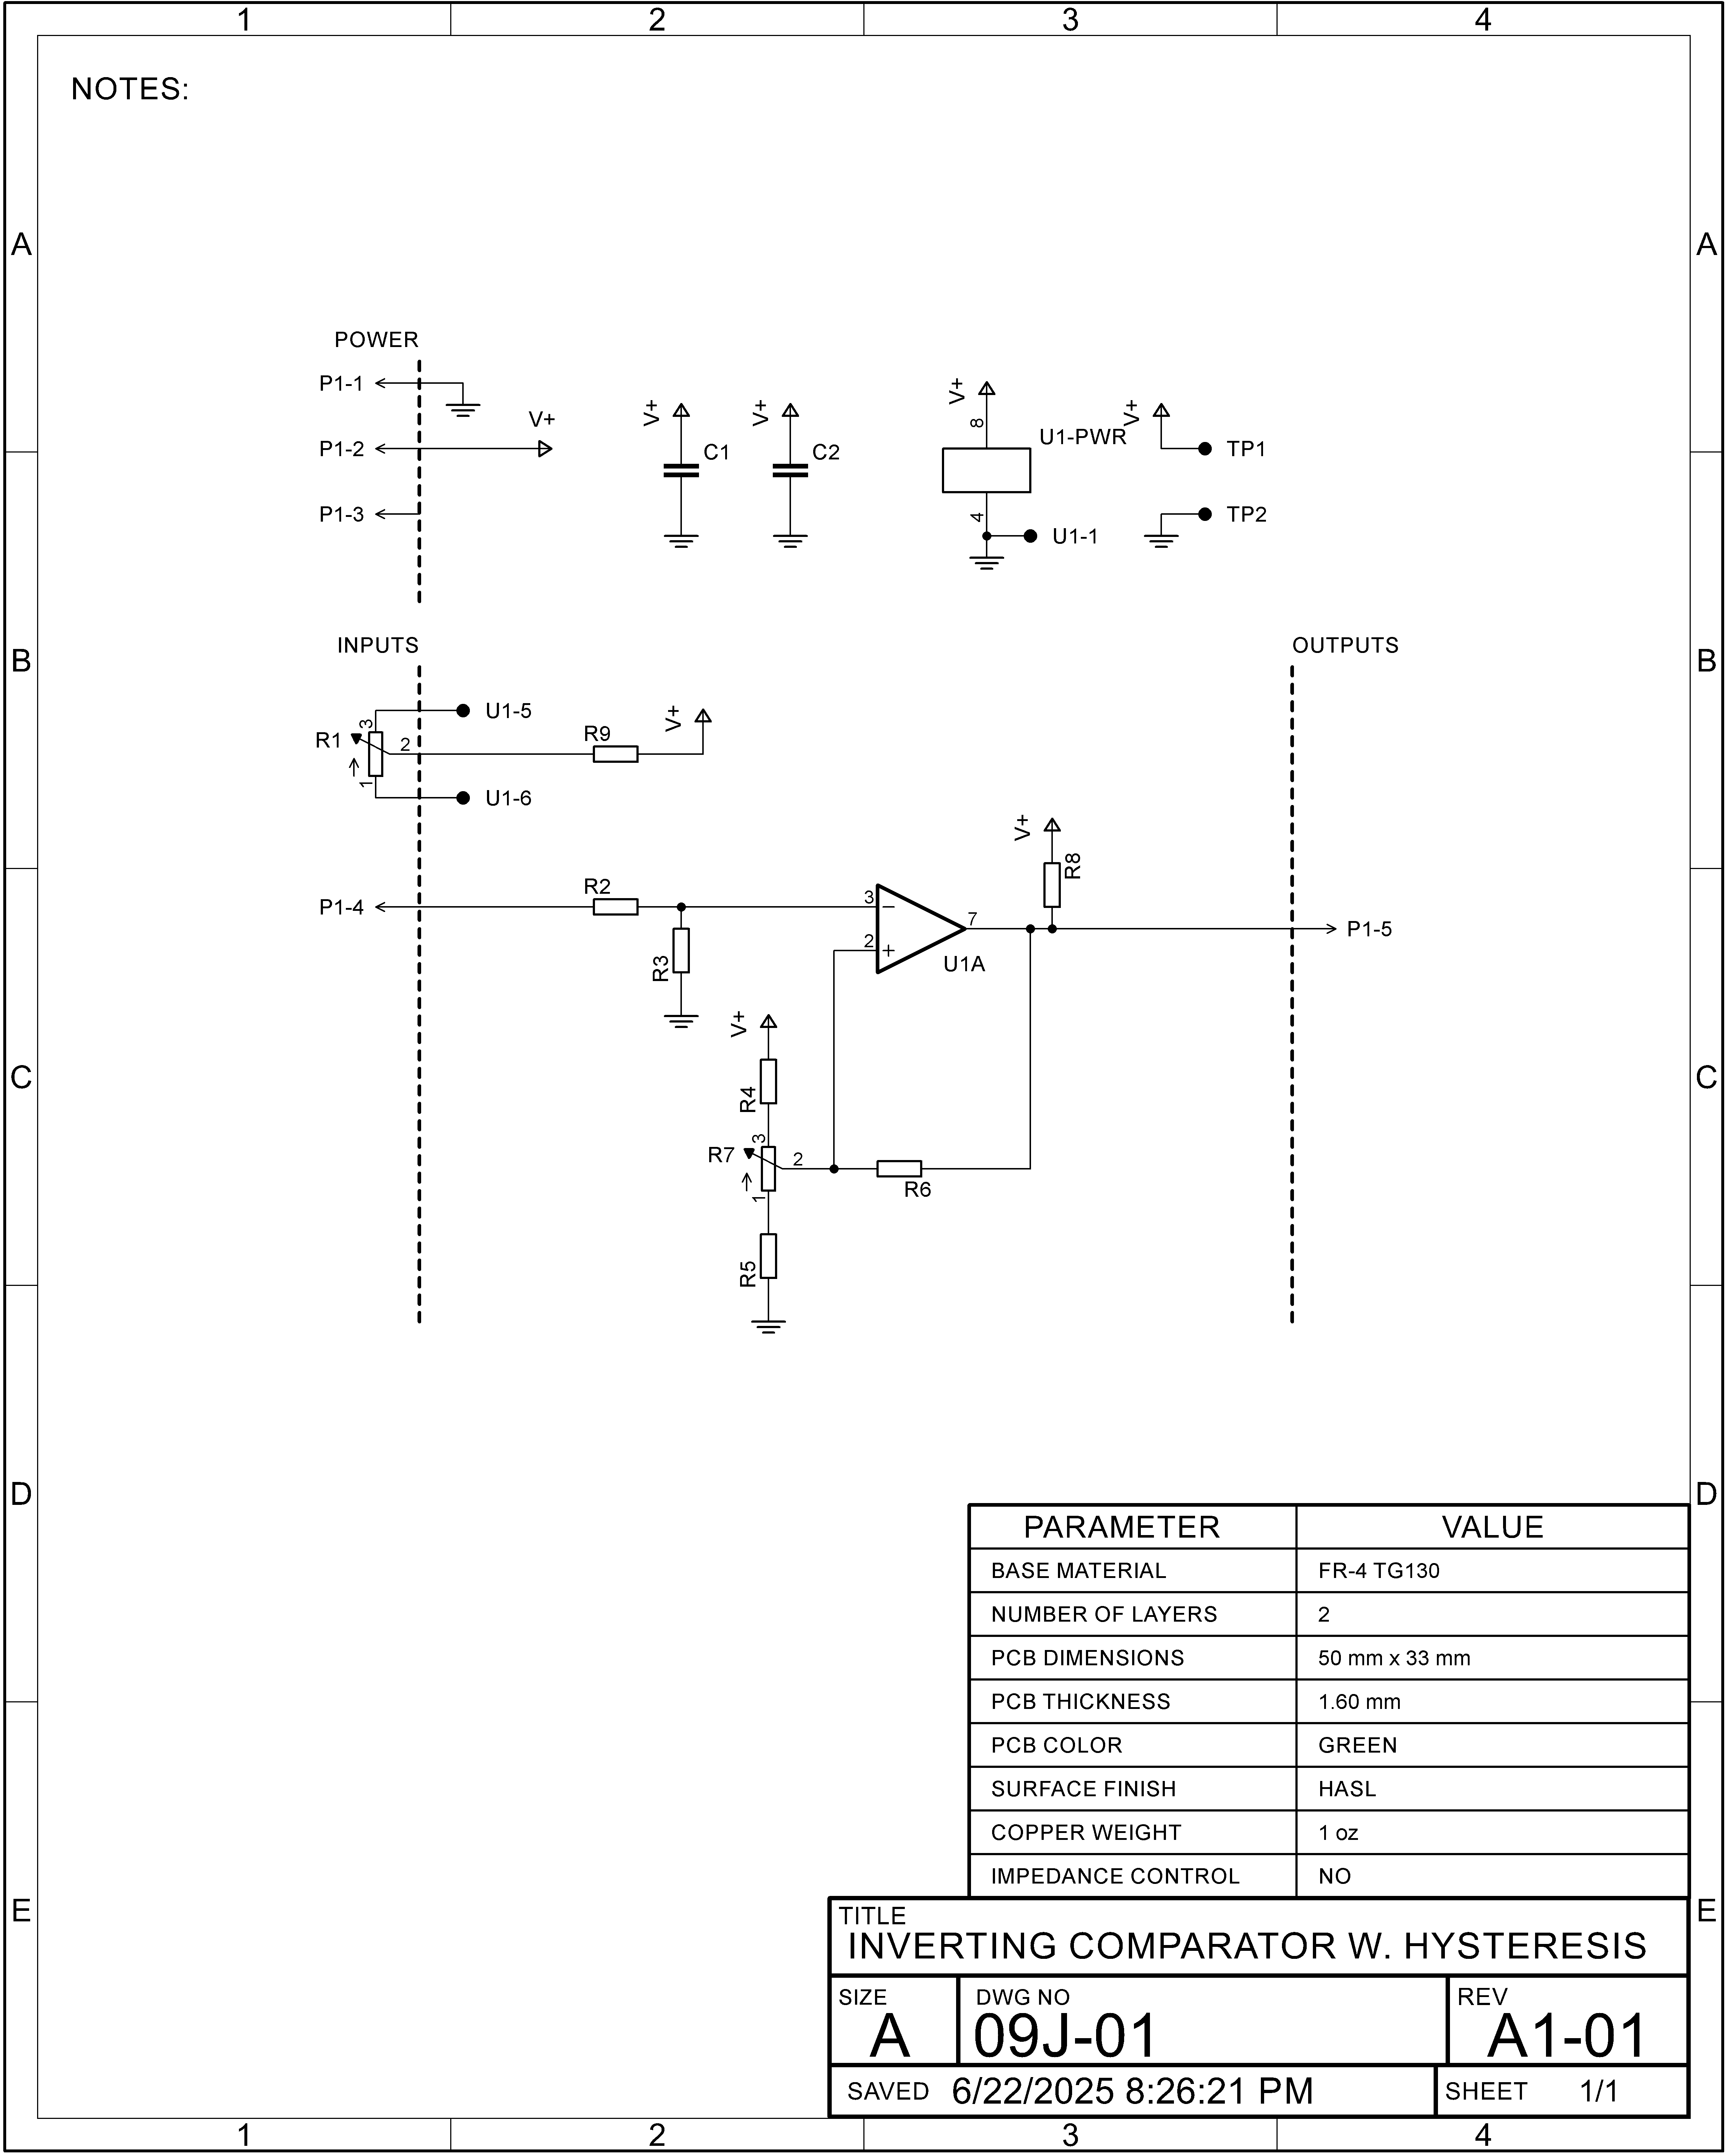 1 2 3 4
NOTES:
A A
POWER
P1-1
V+
P1-2
P1-3
V+ C1
V+ C2
V+
8
U1-PWR
4
U1-1
V+
TP1
TP2
B B
INPUTS
OUTPUTS
3 U1-5
R1 2 R9 V+
1 U1-6
V+
R8
P1-4 R2 3 −
7 P1-5
2 +
U1A
R3
V+
C C
R4
3
R7 2
R6
1
R5
D D
PARAMETER VALUE
BASE MATERIAL FR-4 TG130
NUMBER OF LAYERS 2
PCB DIMENSIONS 50 mm x 33 mm
PCB THICKNESS 1.60 mm
PCB COLOR GREEN
SURFACE FINISH HASL
COPPER WEIGHT 1 oz
IMPEDANCE CONTROL NO
E E
TITLE
INVERTING COMPARATOR W. HYSTERESIS
SIZE DWG NO REV
A 09J-01 A1-01
SAVED 6/22/2025 8:26:21 PM SHEET 1/1
1 2 3 4